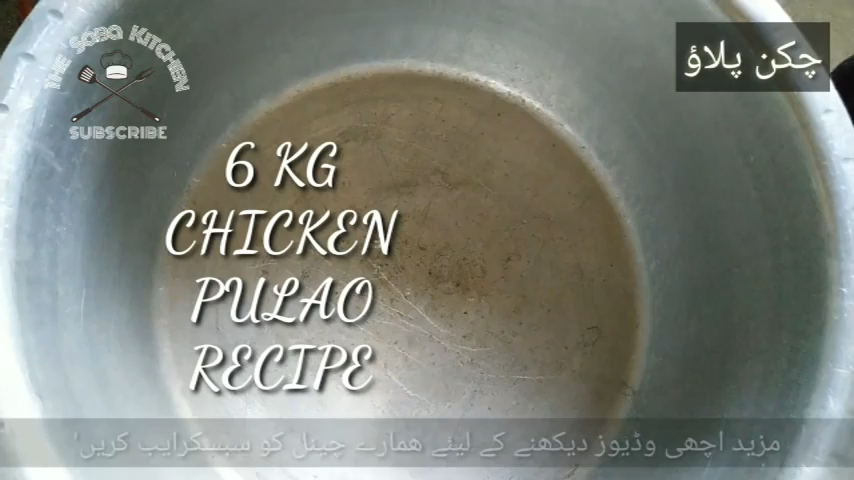 THE SABA KITCHEN
SUBSCRIBE
چکن پلاؤ
6 KG
CHICKEN
PULAO
RECIPE
مزید اچھی وڈیوز دیکھنے کے لیئے ھمارے چینل کو سبسکرایب کریں'